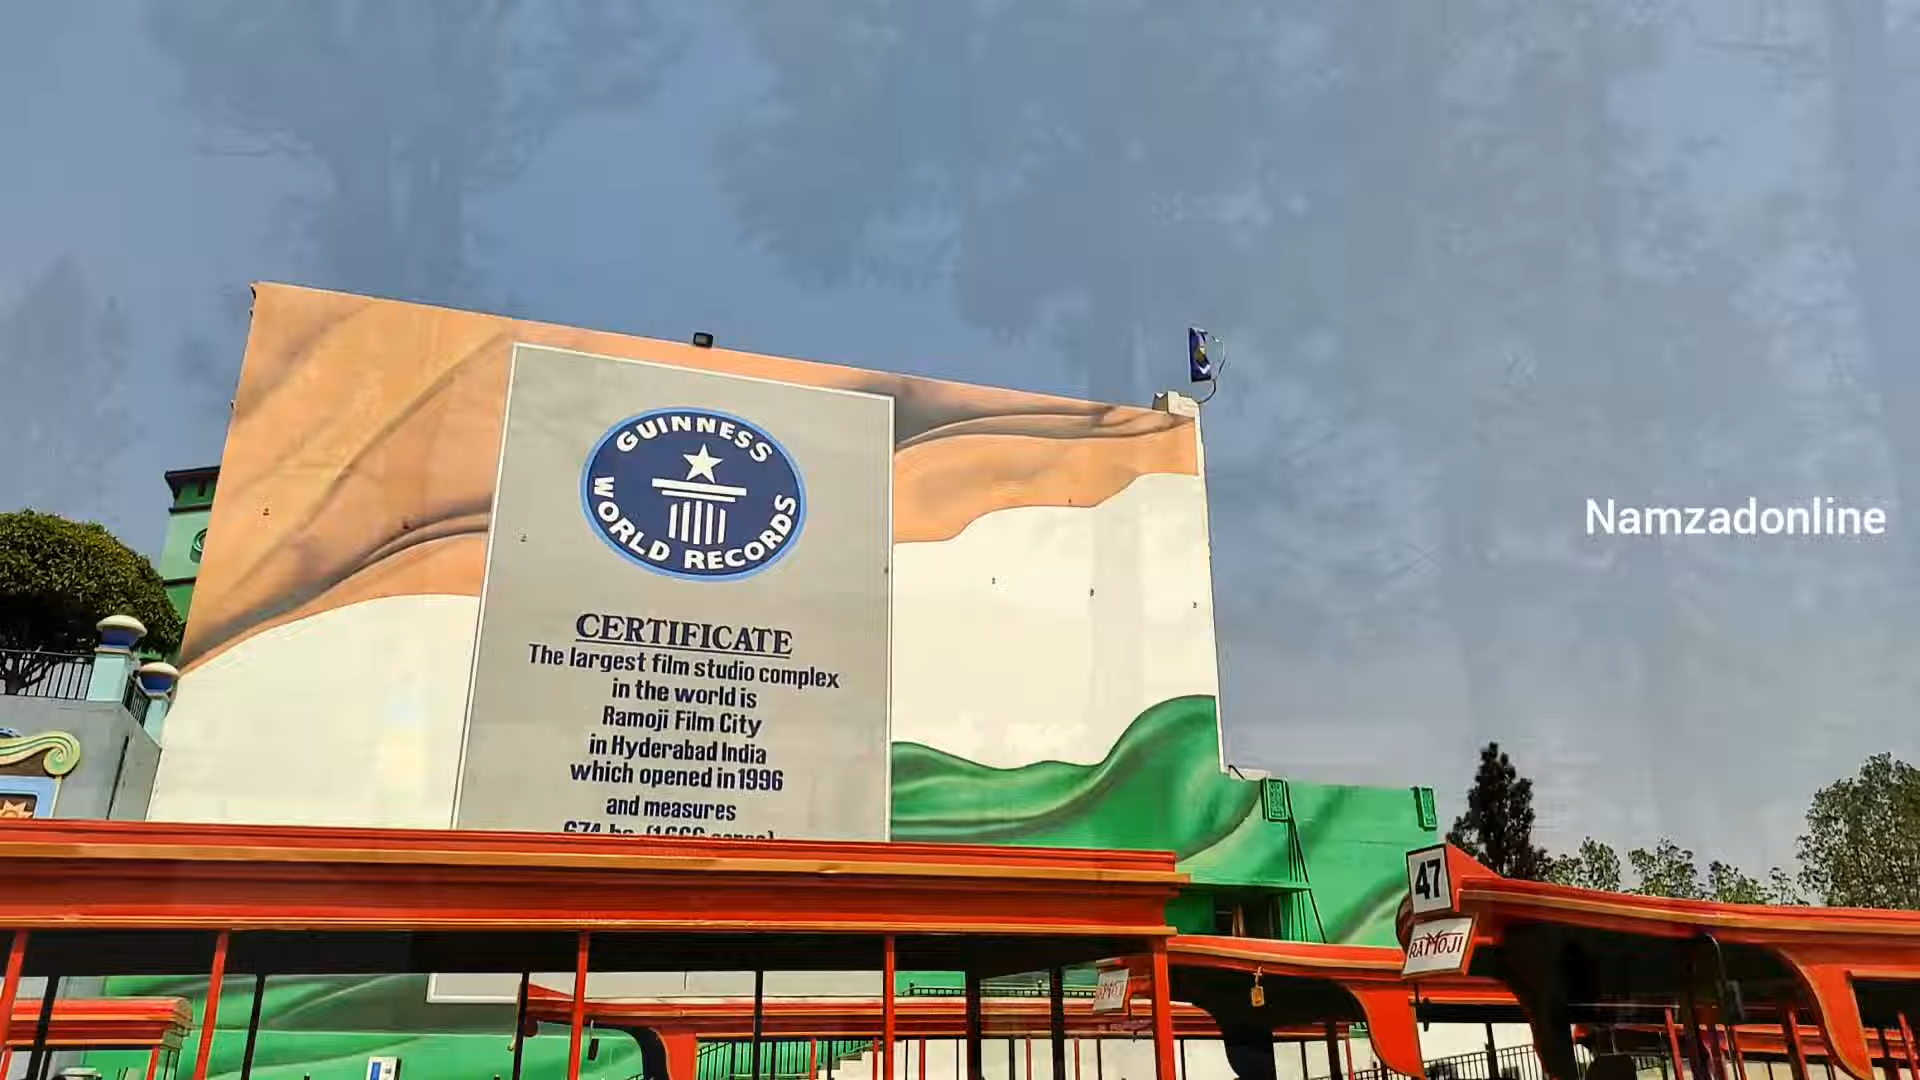 GUINNESS
WORLD RECORDS
CERTIFICATE
The largest film studio complex
in the world is
Ramoji Film City
in Hyderabad India
which opened in 1996
and measures
Namzadonline
47
RAMOJI